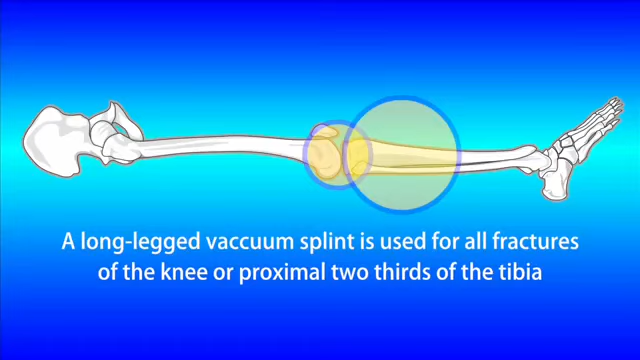 A long-legged vaccuum splint is used for all fractures
of the knee or proximal two thirds of the tibia